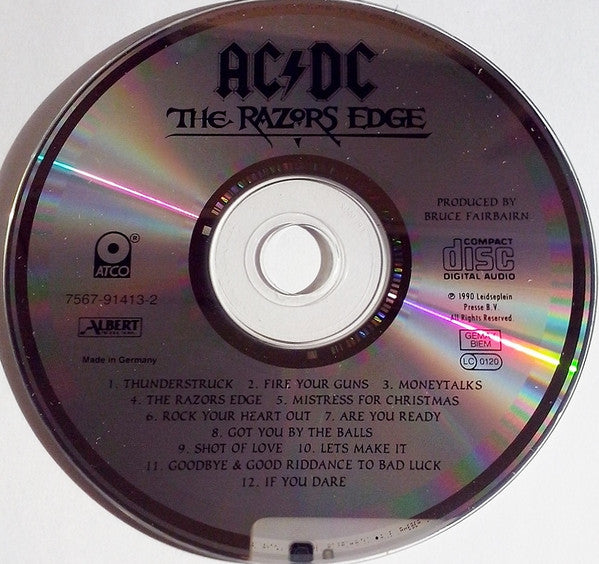 AC⚡DC
THE RAZORS EDGE
PRODUCED BY
BRUCE FAIRBAIRN
ATCO
®
COMPACT
disc
DIGITAL AUDIO
7567-91413-2
ALBERT
℗ 1990 Leidseplein
Presse B.V.
All Rights Reserved.
GEMA
BIEM
LC 0120
Made in Germany
1. THUNDERSTRUCK 2. FIRE YOUR GUNS 3. MONEYTALKS
4. THE RAZORS EDGE 5. MISTRESS FOR CHRISTMAS
6. ROCK YOUR HEART OUT 7. ARE YOU READY
8. GOT YOU BY THE BALLS
9. SHOT OF LOVE 10. LETS MAKE IT
11. GOODBYE & GOOD RIDDANCE TO BAD LUCK
12. IF YOU DARE